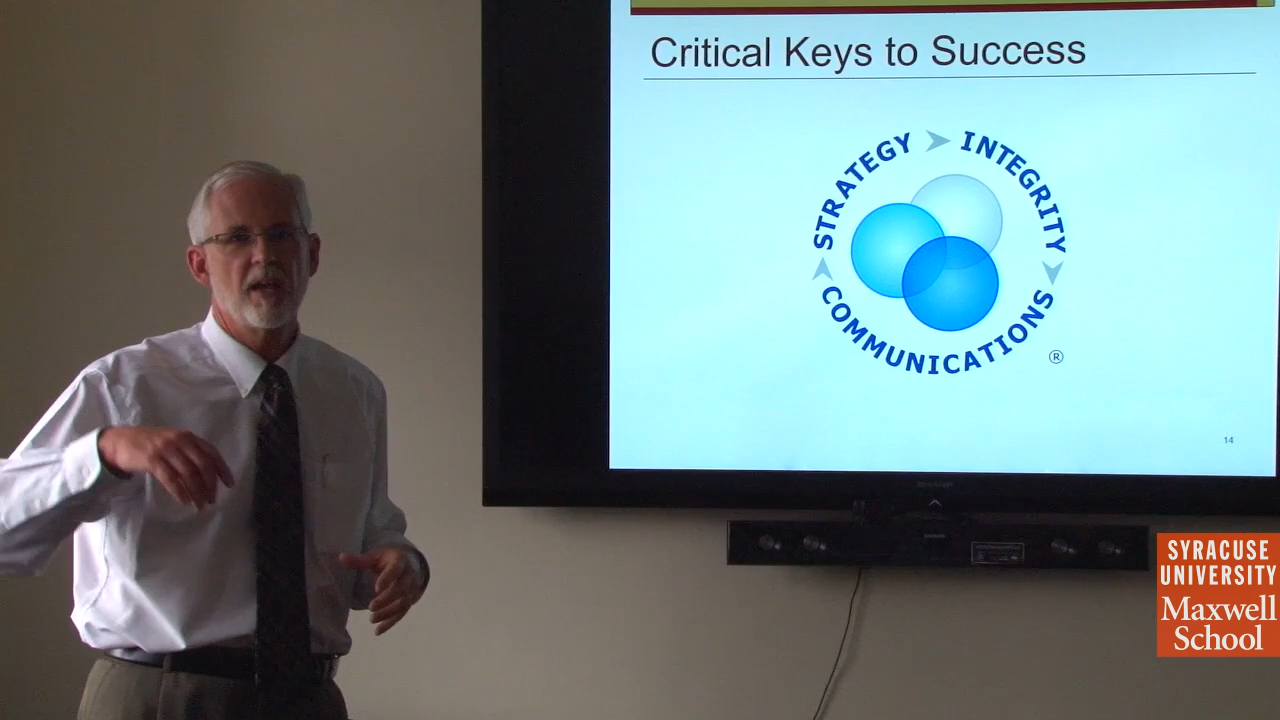 Critical Keys to Success
STRATEGY
INTEGRITY
COMMUNICATIONS
®
14
SYRACUSE
UNIVERSITY
Maxwell
School